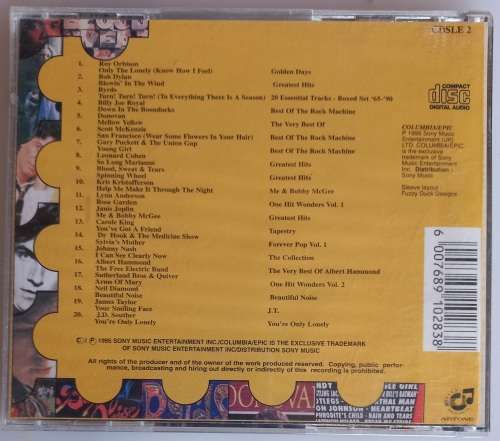 CDSLE 2
1. Roy Orbison
Only The Lonely (Know How I Feel) Golden Days
2. Bob Dylan
Blowin' In The Wind Greatest Hits
3. Byrds
Turn! Turn! Turn! (To Everything There Is A Season) 20 Essential Tracks - Boxed Set '65-'90
4. Billy Joe Royal
Down In The Boondocks Best Of The Rock Machine
5. Donovan
Mellow Yellow The Very Best Of
6. Scott McKenzie
San Francisco (Wear Some Flowers In Your Hair) Best Of The Rock Machine
7. Gary Puckett & The Union Gap
Young Girl Best Of The Rock Machine
8. Leonard Cohen
So Long Marianne Greatest Hits
9. Blood, Sweat & Tears
Spinning Wheel Greatest Hits
10. Kris Kristofferson
Help Me Make It Through The Night Me & Bobby McGee
11. Lynn Anderson
Rose Garden One Hit Wonders Vol. 1
12. Janis Joplin
Me & Bobby McGee Greatest Hits
13. Carole King
You've Got A Friend Tapestry
14. Dr Hook & The Medicine Show
Sylvia's Mother Forever Pop Vol. 1
15. Johnny Nash
I Can See Clearly Now The Collection
16. Albert Hammond
The Free Electric Band The Very Best Of Albert Hammond
17. Sutherland Bros & Quiver
Arms Of Mary One Hit Wonders Vol. 2
18. Neil Diamond
Beautiful Noise Beautiful Noise
19. James Taylor
Your Smiling Face J.T.
20. J.D. Souther
You're Only Lonely You're Only Lonely
COMPACT
disc
DIGITAL AUDIO
COLUMBIA/EPIC
P 1995 Sony Music
Entertainment (UK)
LTD. COLUMBIA/EPIC
is the exclusive
trademark of Sony
Music Entertainment
Inc. Distribution:
Sony Music
Sleeve layout
Fuzzy Duck Designs
6 007689 102838
© / ℗ 1995 SONY MUSIC ENTERTAINMENT INC./COLUMBIA/EPIC IS THE EXCLUSIVE TRADEMARK
OF SONY MUSIC ENTERTAINMENT INC/DISTRIBUTION SONY MUSIC
All rights of the producer and of the owner of the work produced reserved. Copying, public perfor-
mance, broadcasting and hiring out directly or indirectly of this recording is prohibited.